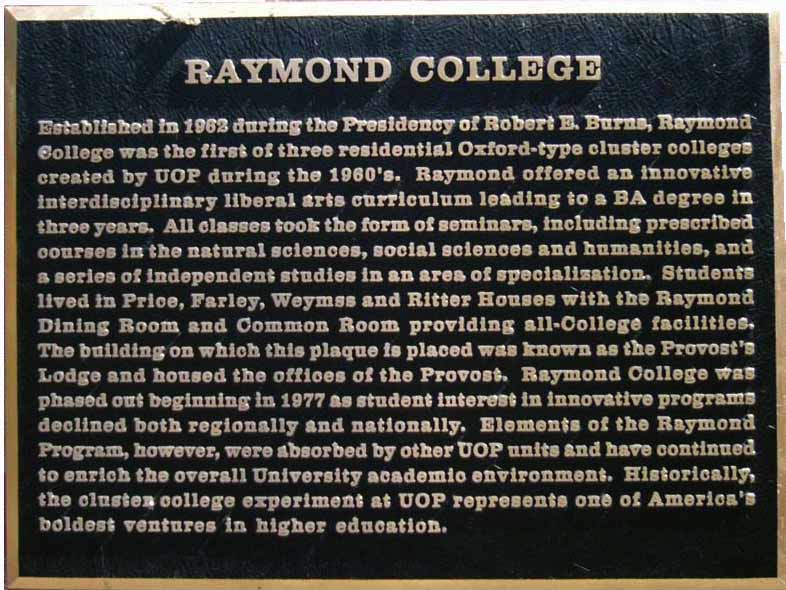 RAYMOND COLLEGE
Established in 1962 during the Presidency of Robert E. Burns, Raymond
College was the first of three residential Oxford-type cluster colleges
created by UOP during the 1960's. Raymond offered an innovative
interdisciplinary liberal arts curriculum leading to a BA degree in
three years. All classes took the form of seminars, including prescribed
courses in the natural sciences, social sciences and humanities, and
a series of independent studies in an area of specialization. Students
lived in Price, Farley, Weymss and Ritter Houses with the Raymond
Dining Room and Common Room providing all-College facilities.
The building on which this plaque is placed was known as the Provost's
Lodge and housed the offices of the Provost. Raymond College was
phased out beginning in 1977 as student interest in innovative programs
declined both regionally and nationally. Elements of the Raymond
Program, however, were absorbed by other UOP units and have continued
to enrich the overall University academic environment. Historically,
the cluster college experiment at UOP represents one of America's
boldest ventures in higher education.